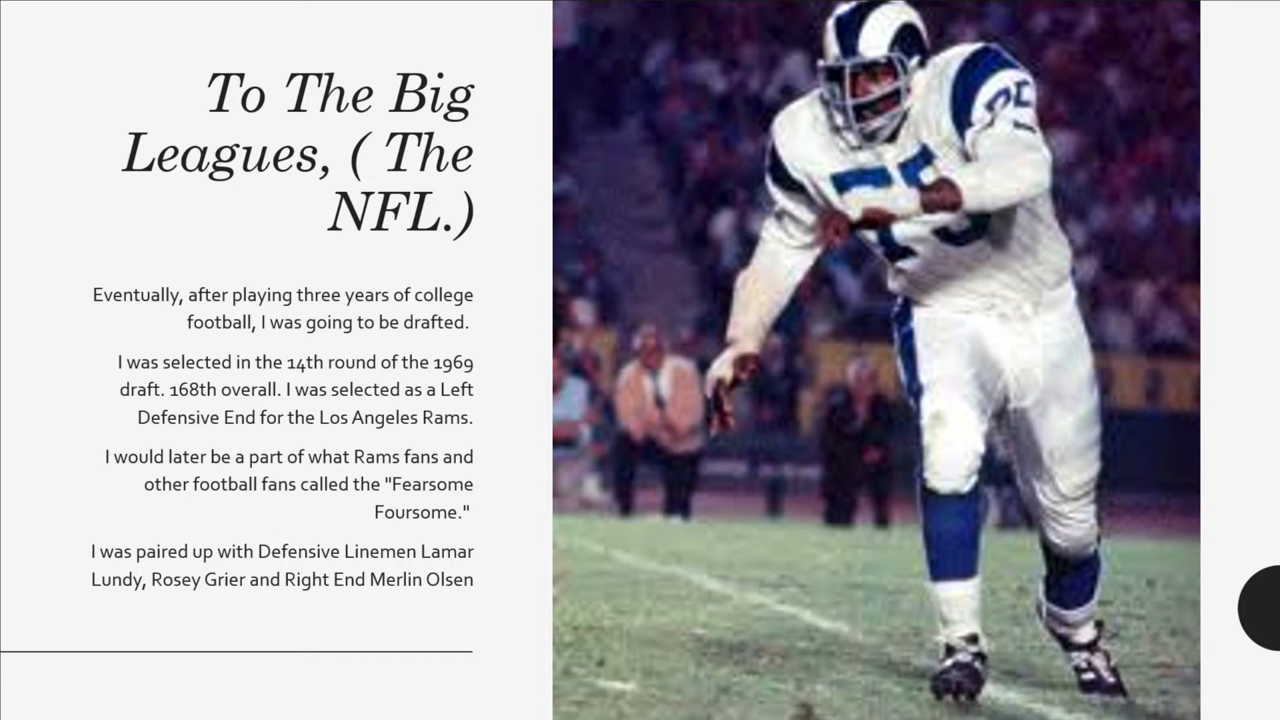 To The Big
Leagues, ( The
NFL.)
Eventually, after playing three years of college
football, I was going to be drafted.
I was selected in the 14th round of the 1969
draft. 168th overall. I was selected as a Left
Defensive End for the Los Angeles Rams.
I would later be a part of what Rams fans and
other football fans called the "Fearsome
Foursome."
I was paired up with Defensive Linemen Lamar
Lundy, Rosey Grier and Right End Merlin Olsen
75
75